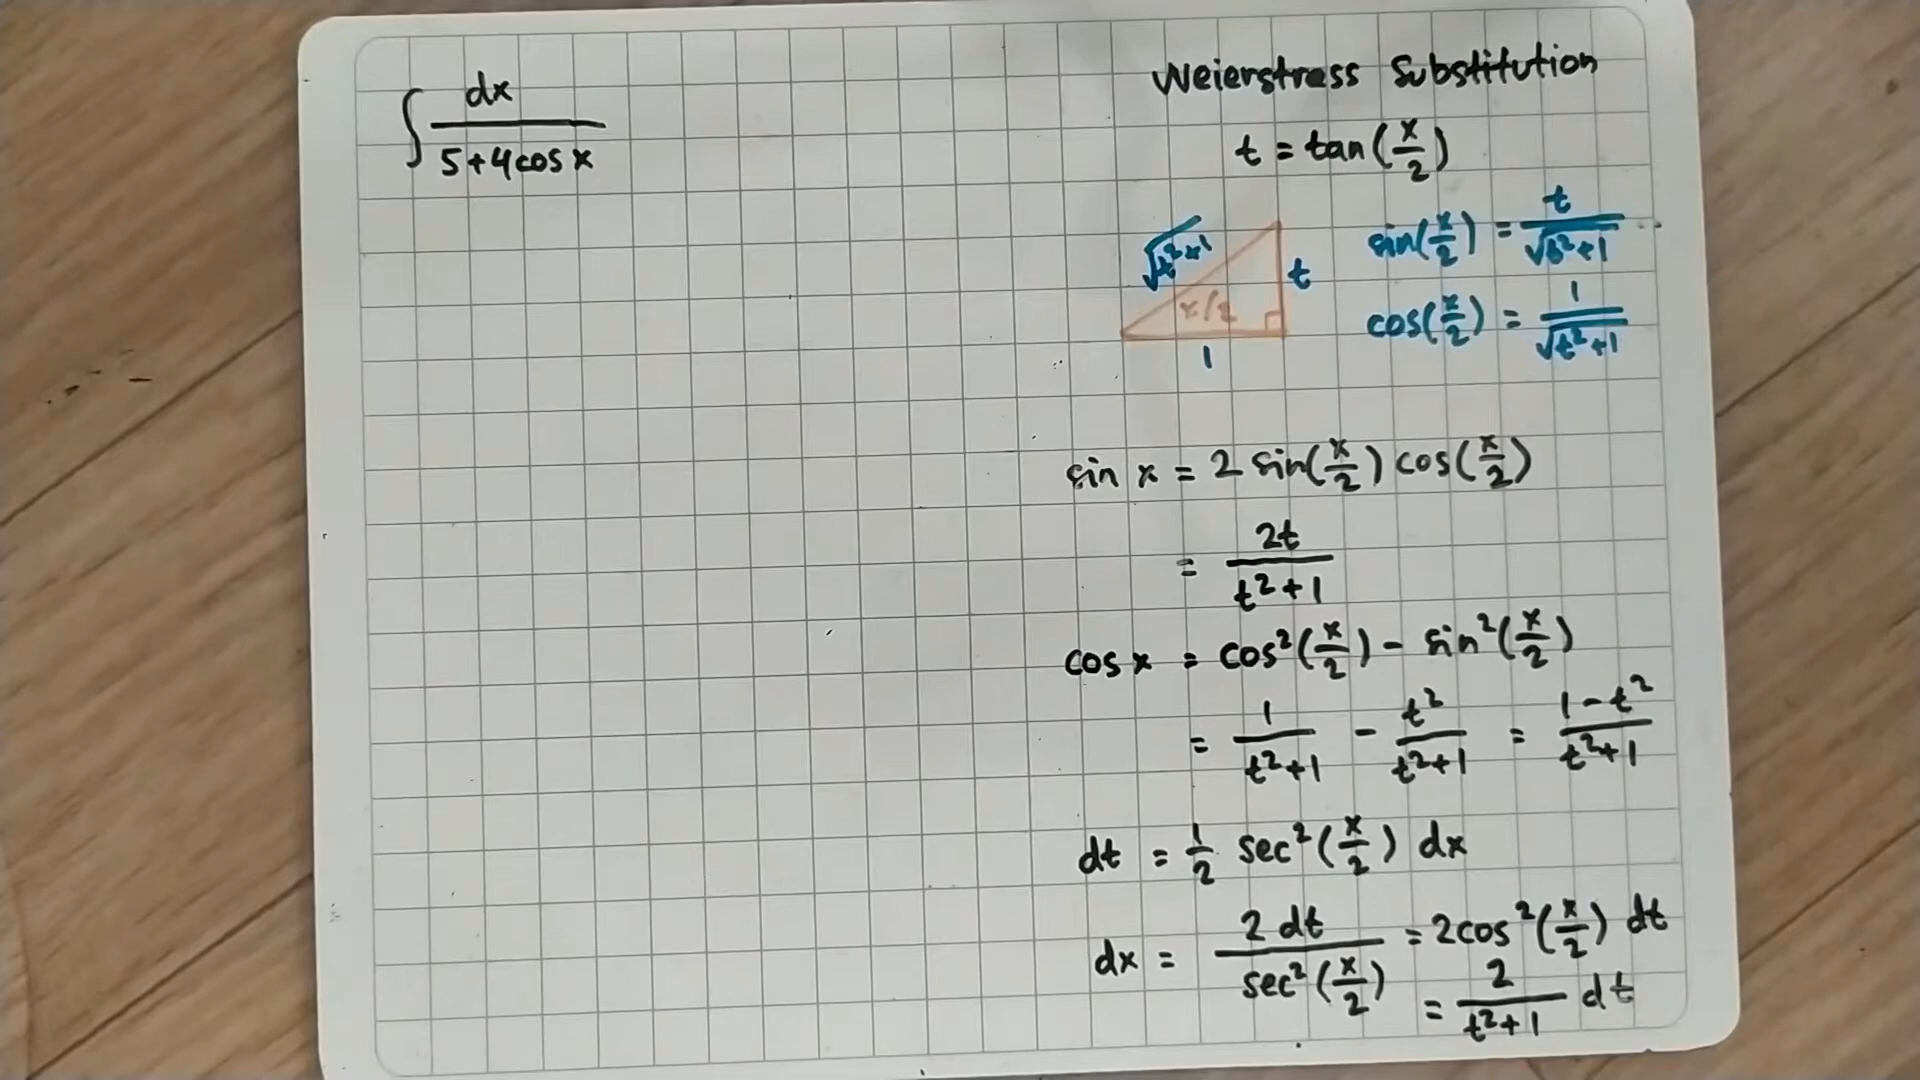 ∫ dx / (5+4cos x)
Weierstrass Substitution
t = tan(x/2)
√(t²+1)
x/2
t
1
sin(x/2) = t/√(t²+1)
cos(x/2) = 1/√(t²+1)
sin x = 2 sin(x/2) cos(x/2)
= 2t/(t²+1)
cos x = cos²(x/2) - sin²(x/2)
= 1/(t²+1) - t²/(t²+1) = (1-t²)/(t²+1)
dt = 1/2 sec²(x/2) dx
dx = 2 dt / sec²(x/2) = 2cos²(x/2) dt
= 2/(t²+1) dt